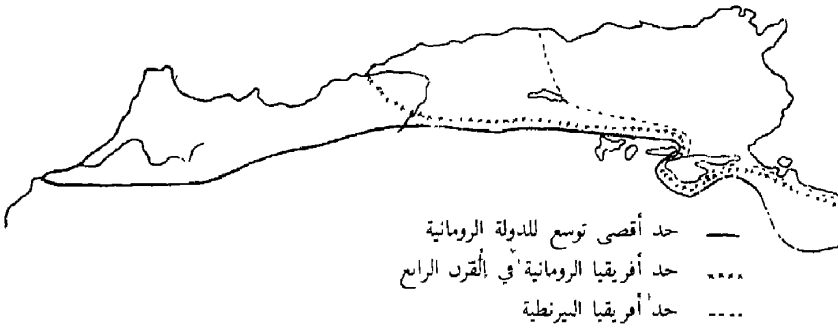 حد أقصى توسع للدولة الرومانية
حد أفريقيا الرومانية في القرن الرابع
حد أفريقيا البيزنطية